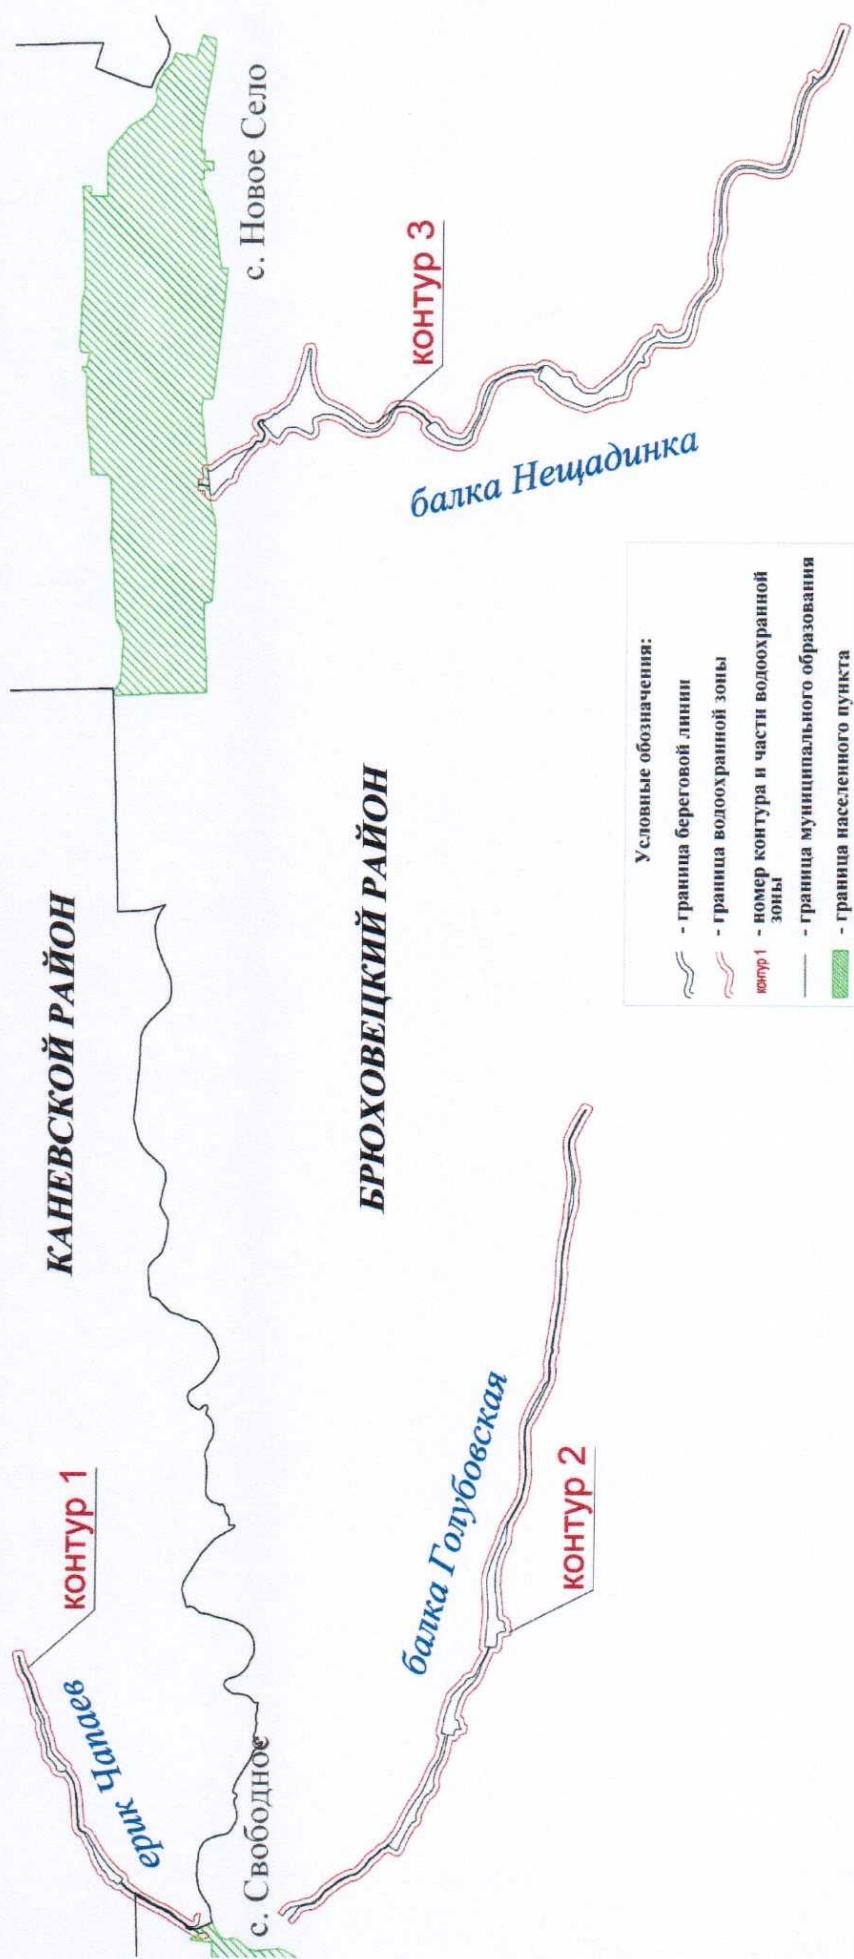 КАНЕВСКОЙ РАЙОН
контур 1
ерик Чапаев
с. Свободное
с. Новое Село
контур 3
балка Нещадинка
БРЮХОВЕЦКИЙ РАЙОН
балка Голубовская
контур 2
Условные обозначения:
- граница береговой линии
- граница водоохранной зоны
контур 1 - номер контура и части водоохранной
зоны
- граница муниципального образования
- граница населенного пункта